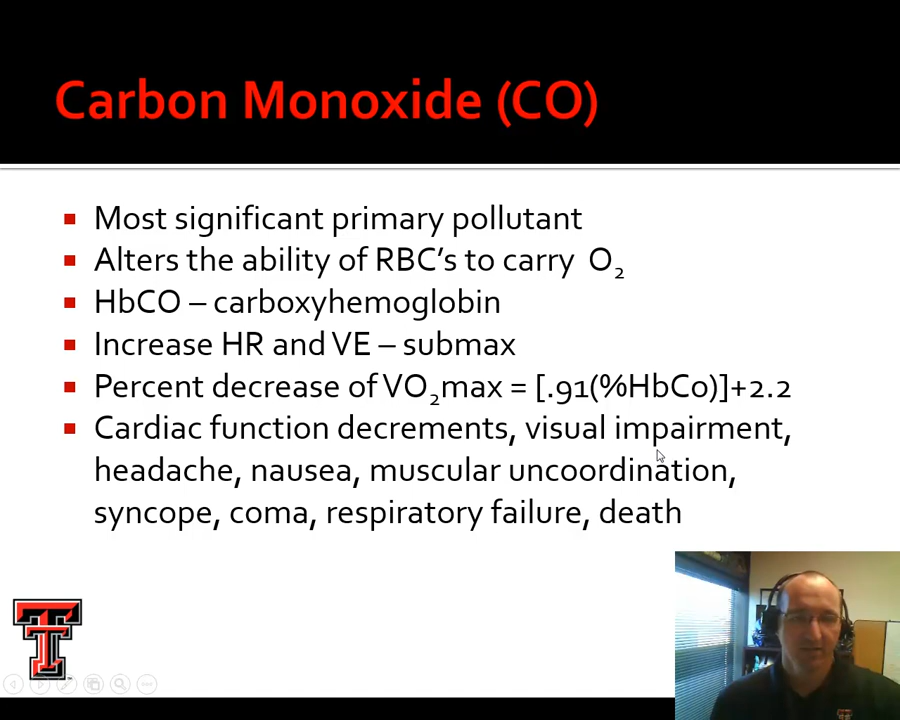 Carbon Monoxide (CO)
Most significant primary pollutant
Alters the ability of RBC's to carry O₂
HbCO – carboxyhemoglobin
Increase HR and VE – submax
Percent decrease of VO₂max = [.91(%HbCo)]+2.2
Cardiac function decrements, visual impairment,
headache, nausea, muscular uncoordination,
syncope, coma, respiratory failure, death